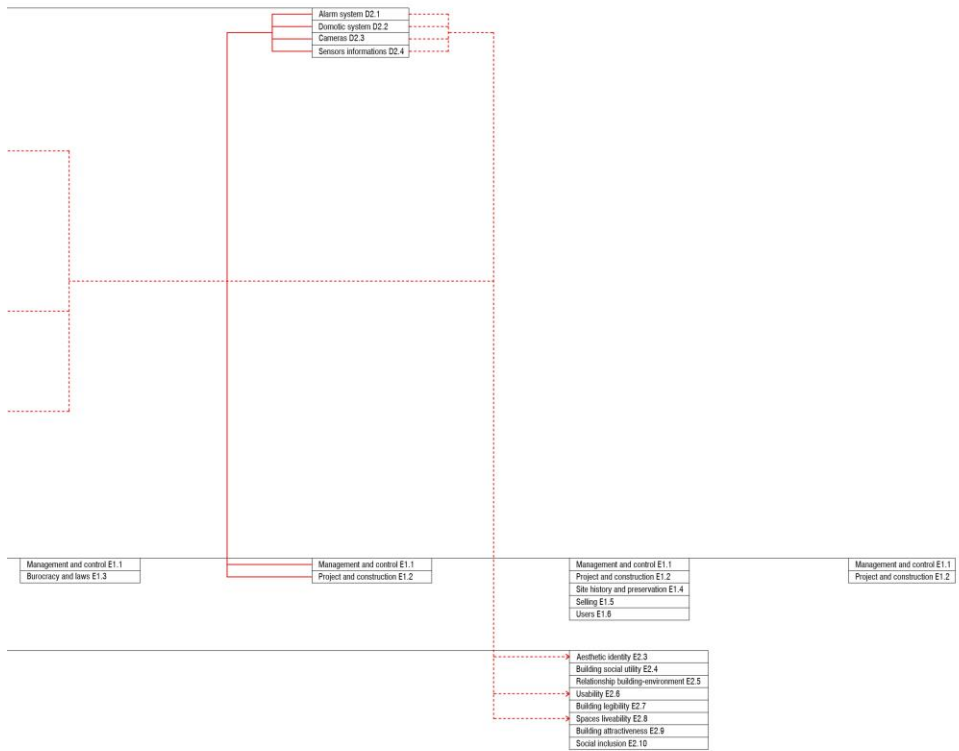 Alarm system D2.1
Domotic system D2.2
Cameras D2.3
Sensors informations D2.4
Management and control E1.1
Burocracy and laws E1.3
Management and control E1.1
Project and construction E1.2
Management and control E1.1
Project and construction E1.2
Site history and preservation E1.4
Selling E1.5
Users E1.6
Management and control E1.1
Project and construction E1.2
Aesthetic identity E2.3
Building social utility E2.4
Relationship building-environment E2.5
Usability E2.6
Building legibility E2.7
Spaces liveability E2.8
Building attractiveness E2.9
Social inclusion E2.10